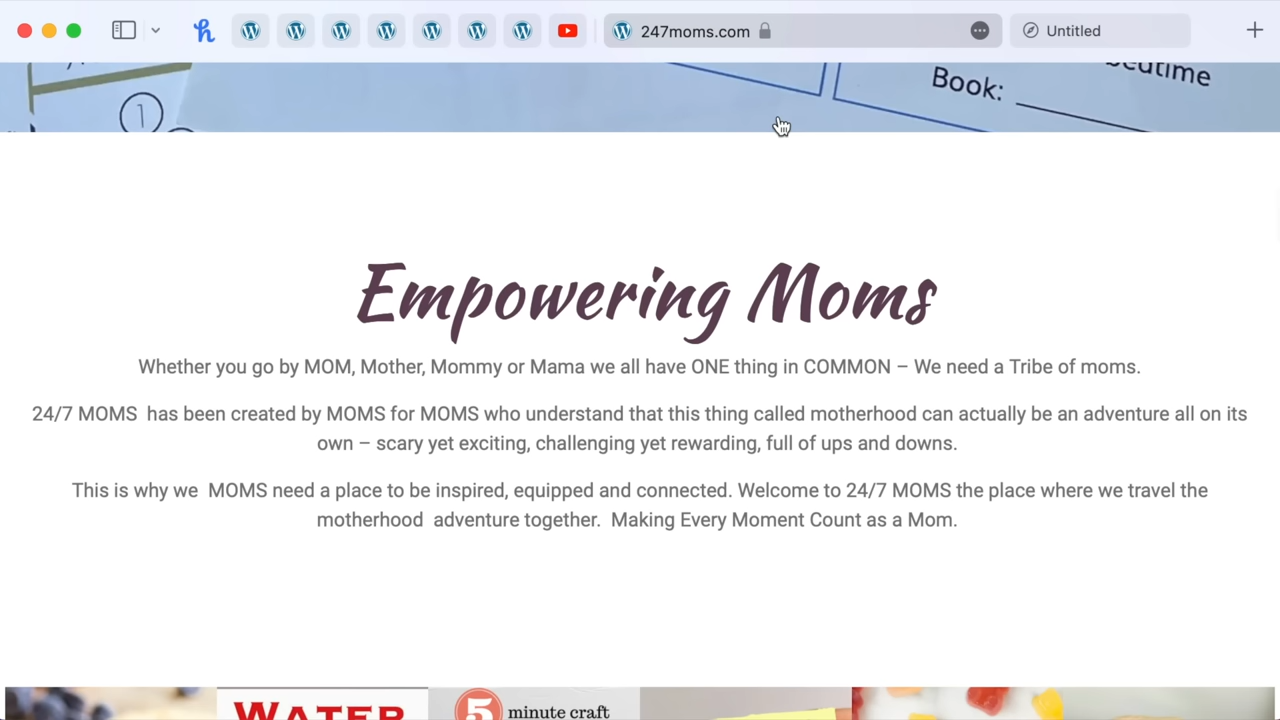 247moms.com
Untitled
Bedtime
Book:
1
Empowering Moms
Whether you go by MOM, Mother, Mommy or Mama we all have ONE thing in COMMON – We need a Tribe of moms.
24/7 MOMS  has been created by MOMS for MOMS who understand that this thing called motherhood can actually be an adventure all on its
own – scary yet exciting, challenging yet rewarding, full of ups and downs.
This is why we  MOMS need a place to be inspired, equipped and connected. Welcome to 24/7 MOMS the place where we travel the
motherhood  adventure together.  Making Every Moment Count as a Mom.
WATER
5 minute craft